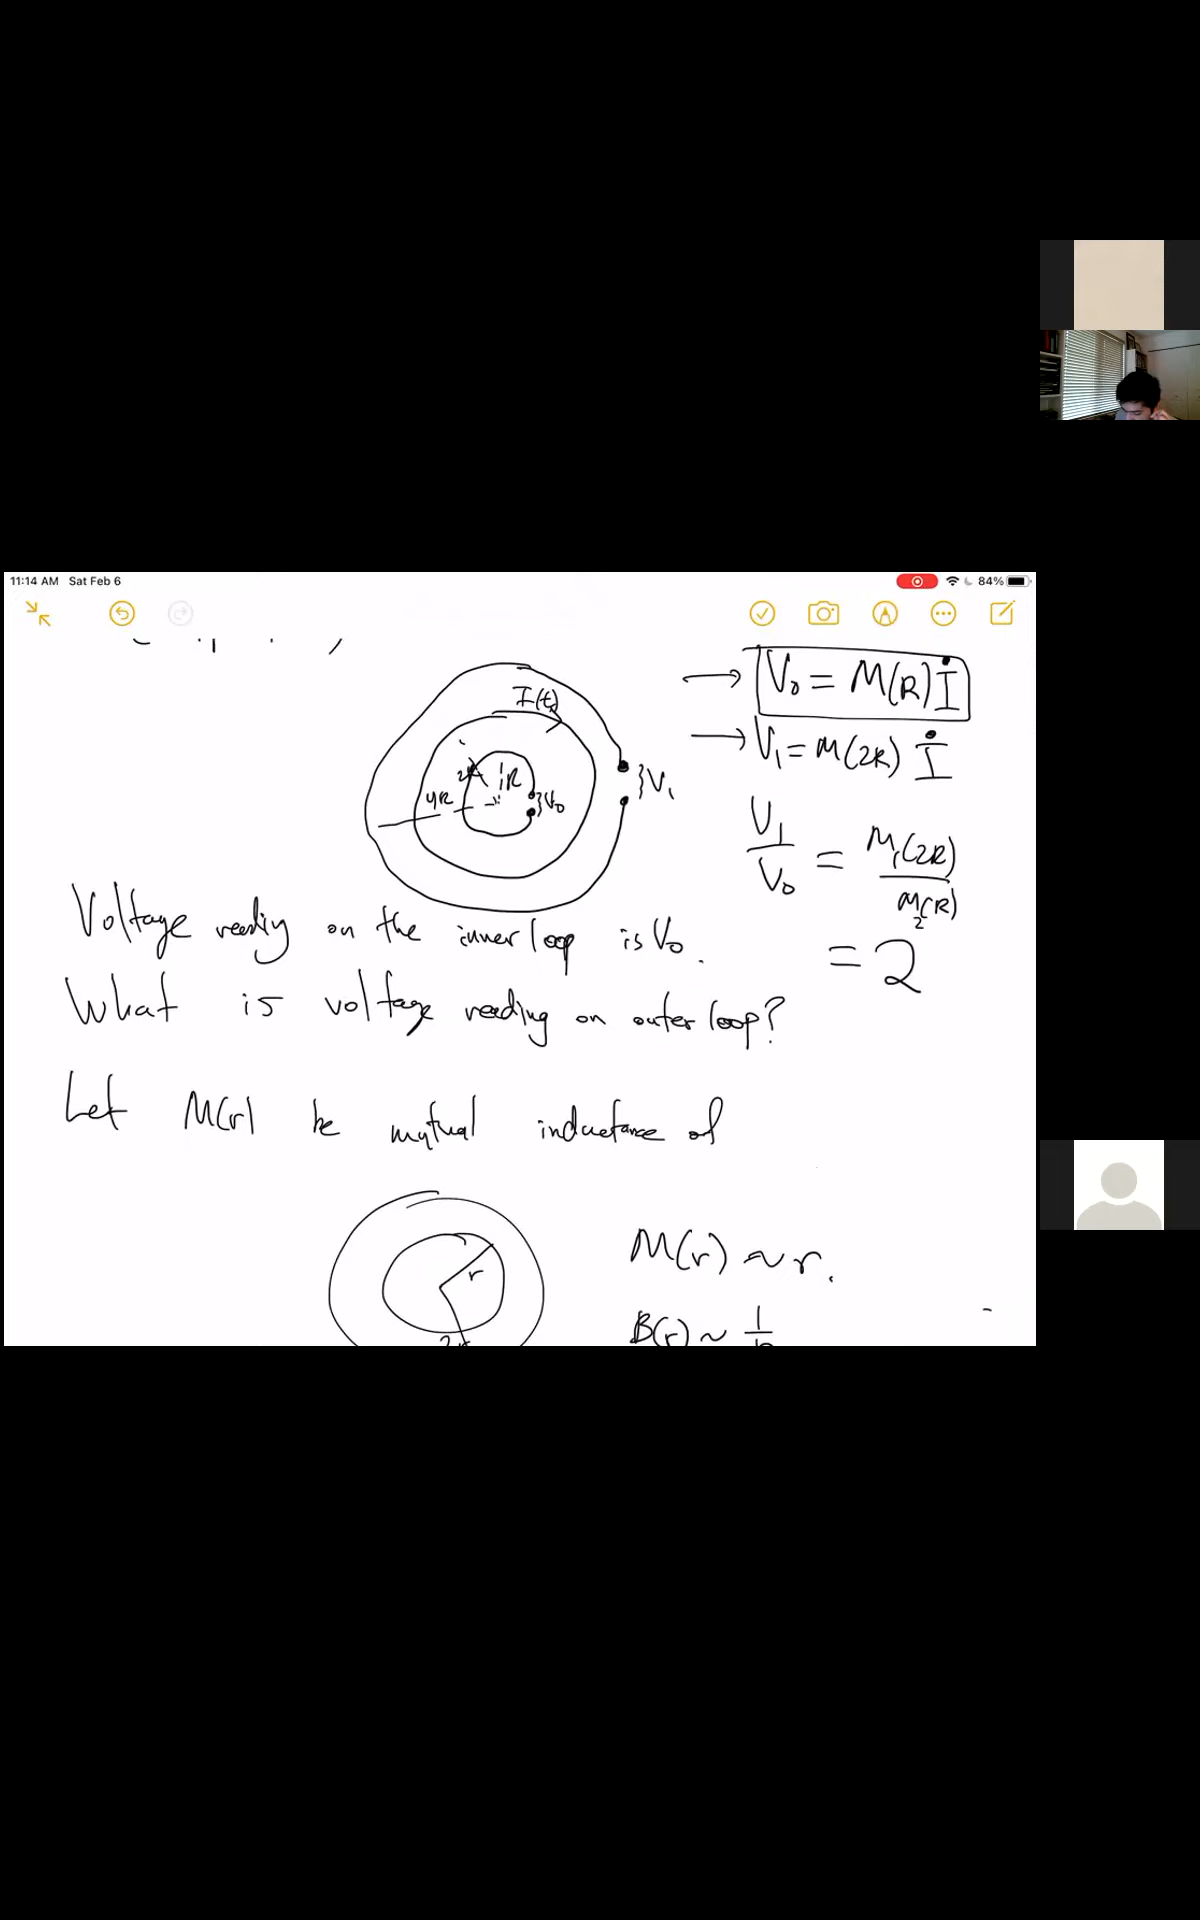 11:14 AM Sat Feb 6
84%
I(t)
2R
R
4R
}V₀
}V₁
→ V₀ = M(R) İ
→ V₁ = M(2R) İ
V₁/V₀ = M₁(2R)/M₂(R)
= 2
Voltage reading on the inner loop is V₀.
What is voltage reading on outer loop?
Let M(r) be mutual inductance of
r
M(r) ~ r.
B(r) ~